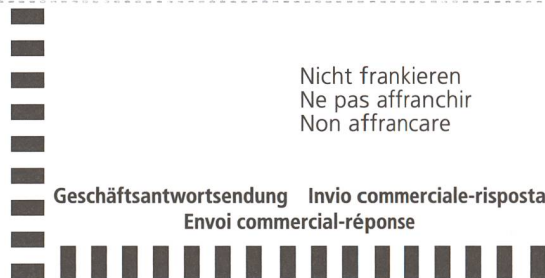 Nicht frankieren
Ne pas affranchir
Non affrancare
Geschäftsantwortsendung Invio commerciale-risposta
Envoi commercial-réponse